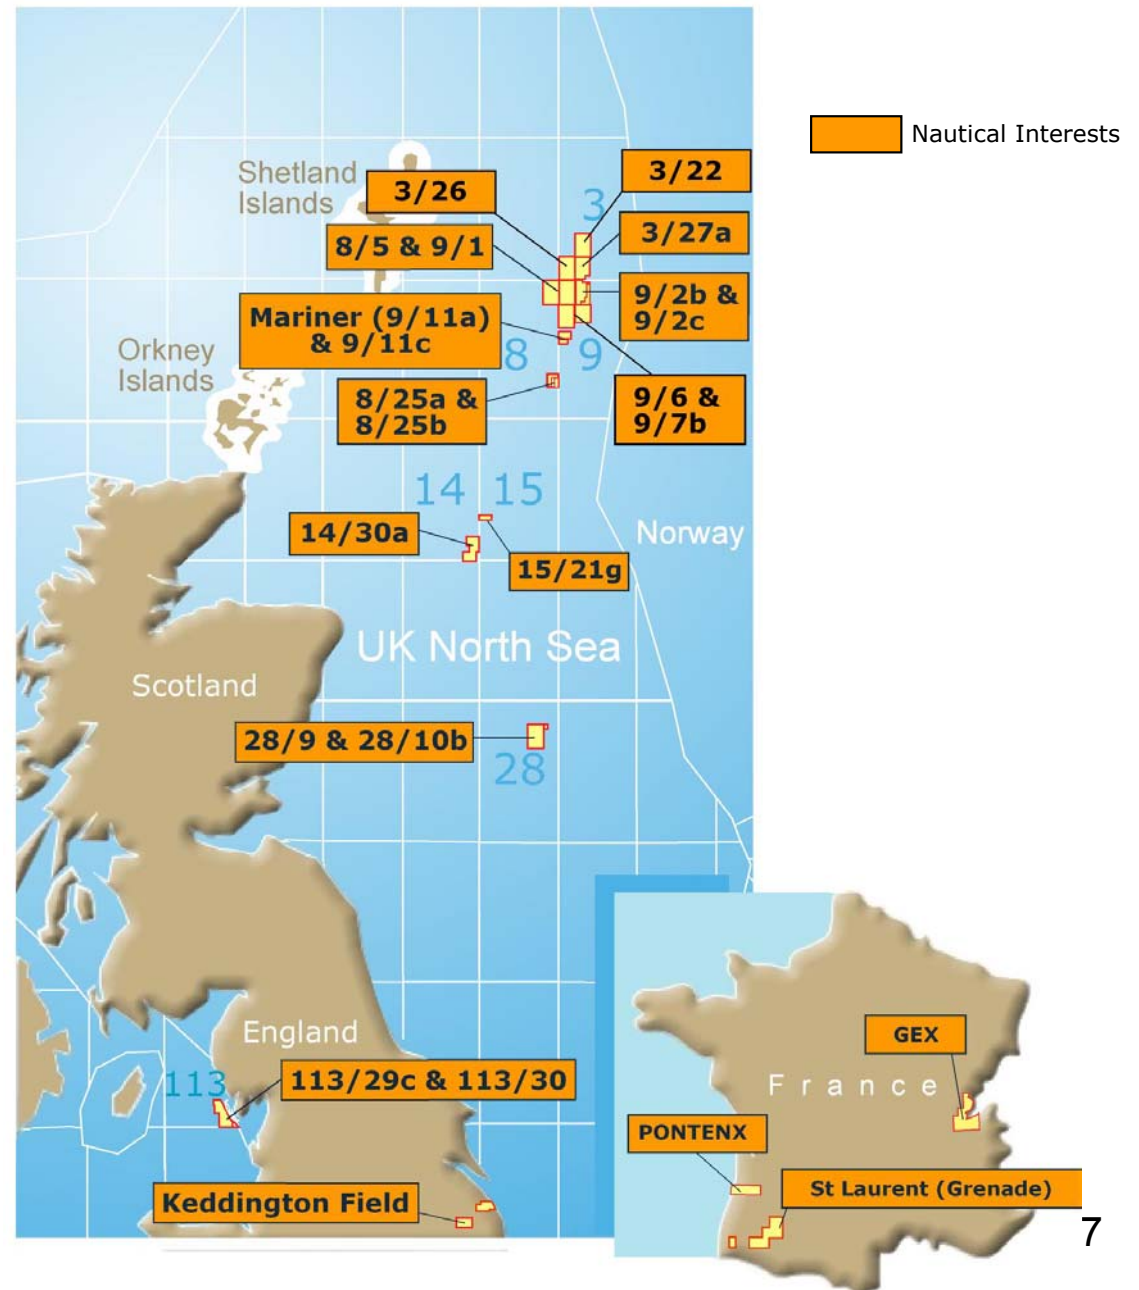 Nautical Interests
Shetland
Islands
3/26
3/22
3
3/27a
8/5 & 9/1
9/2b &
9/2c
Mariner (9/11a)
& 9/11c
8
9
Orkney
Islands
8/25a &
8/25b
9/6 &
9/7b
14
15
14/30a
Norway
15/21g
UK North Sea
Scotland
28/9 & 28/10b
28
England
113
113/29c & 113/30
GEX
France
PONTENX
Keddington Field
St Laurent (Grenade)
7